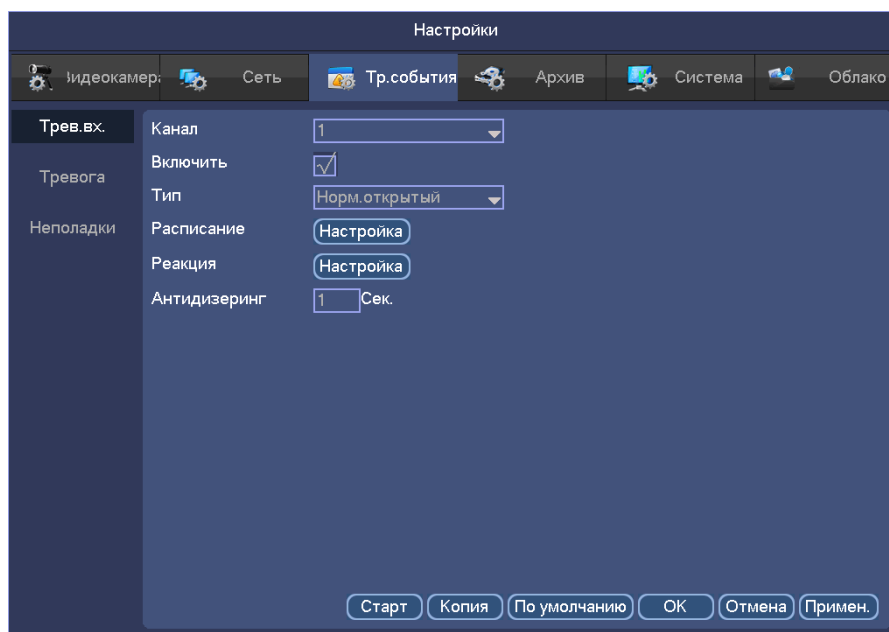 Настройки
Видеокамера Сеть Тр.события Архив Система Облако
Трев.вх.
Тревога
Неполадки
Канал 1
Включить
Тип Норм.открытый
Расписание Настройка
Реакция Настройка
Антидизеринг 1 Сек.
Старт Копия По умолчанию OK Отмена Примен.